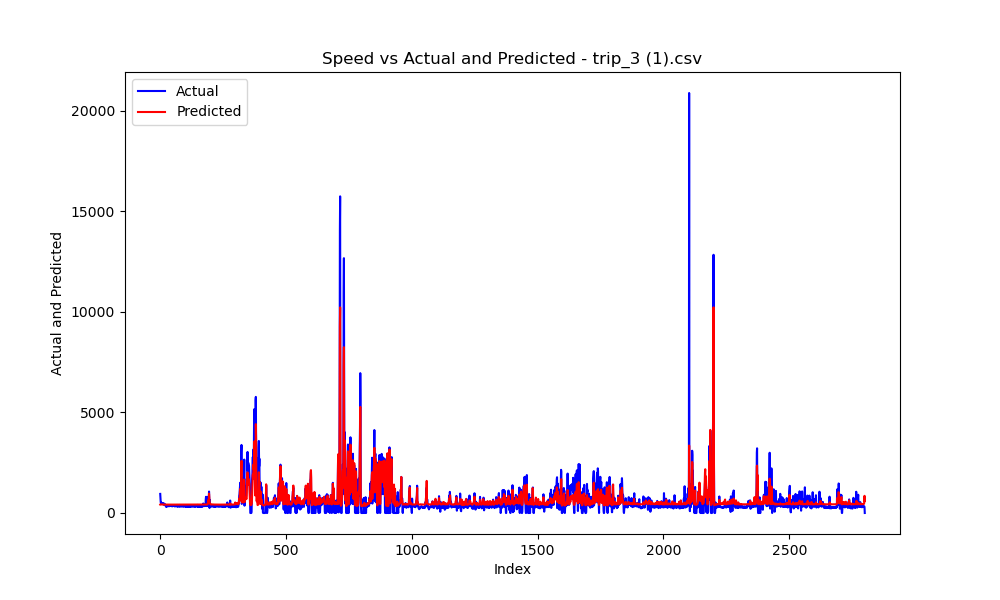 Speed vs Actual and Predicted - trip_3 (1).csv
Actual
Predicted
20000
15000
10000
5000
0
Actual and Predicted
0 500 1000 1500 2000 2500
Index